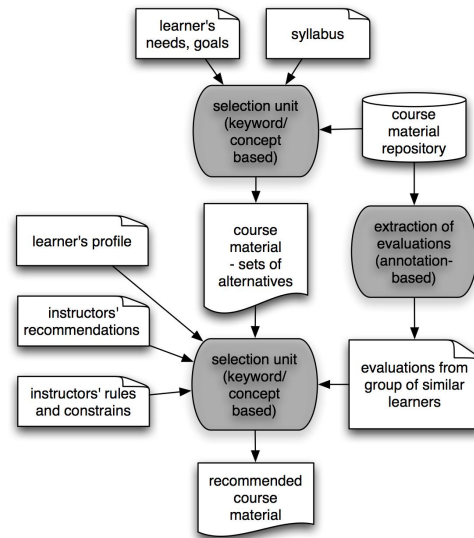 learner's
needs, goals
syllabus
selection unit
(keyword/
concept
based)
course
material
repository
learner's profile
course
material
- sets of
alternatives
extraction of
evaluations
(annotation-
based)
instructors'
recommendations
instructors' rules
and constrains
selection unit
(keyword/
concept
based)
evaluations from
group of similar
learners
recommended
course
material